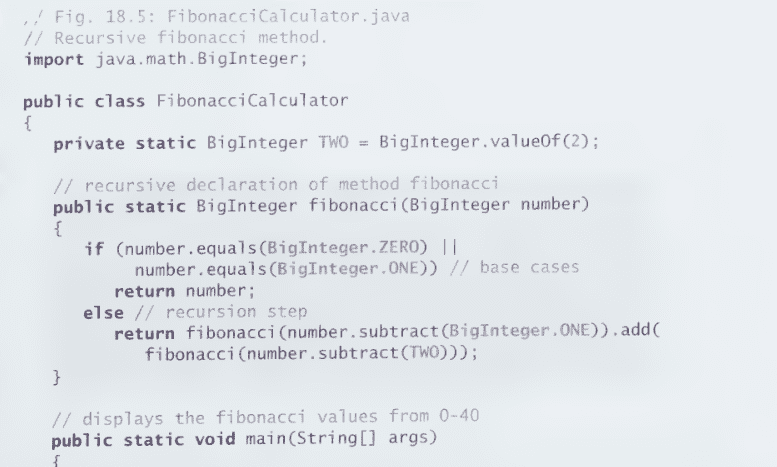 // Fig. 18.5: FibonacciCalculator.java
// Recursive fibonacci method.
import java.math.BigInteger;
public class FibonacciCalculator
{
private static BigInteger TWO = BigInteger.valueOf(2);
// recursive declaration of method fibonacci
public static BigInteger fibonacci(BigInteger number)
{
if (number.equals(BigInteger.ZERO) ||
number.equals(BigInteger.ONE)) // base cases
return number;
else // recursion step
return fibonacci(number.subtract(BigInteger.ONE)).add(
fibonacci(number.subtract(TWO)));
}
// displays the fibonacci values from 0-40
public static void main(String[] args)
{